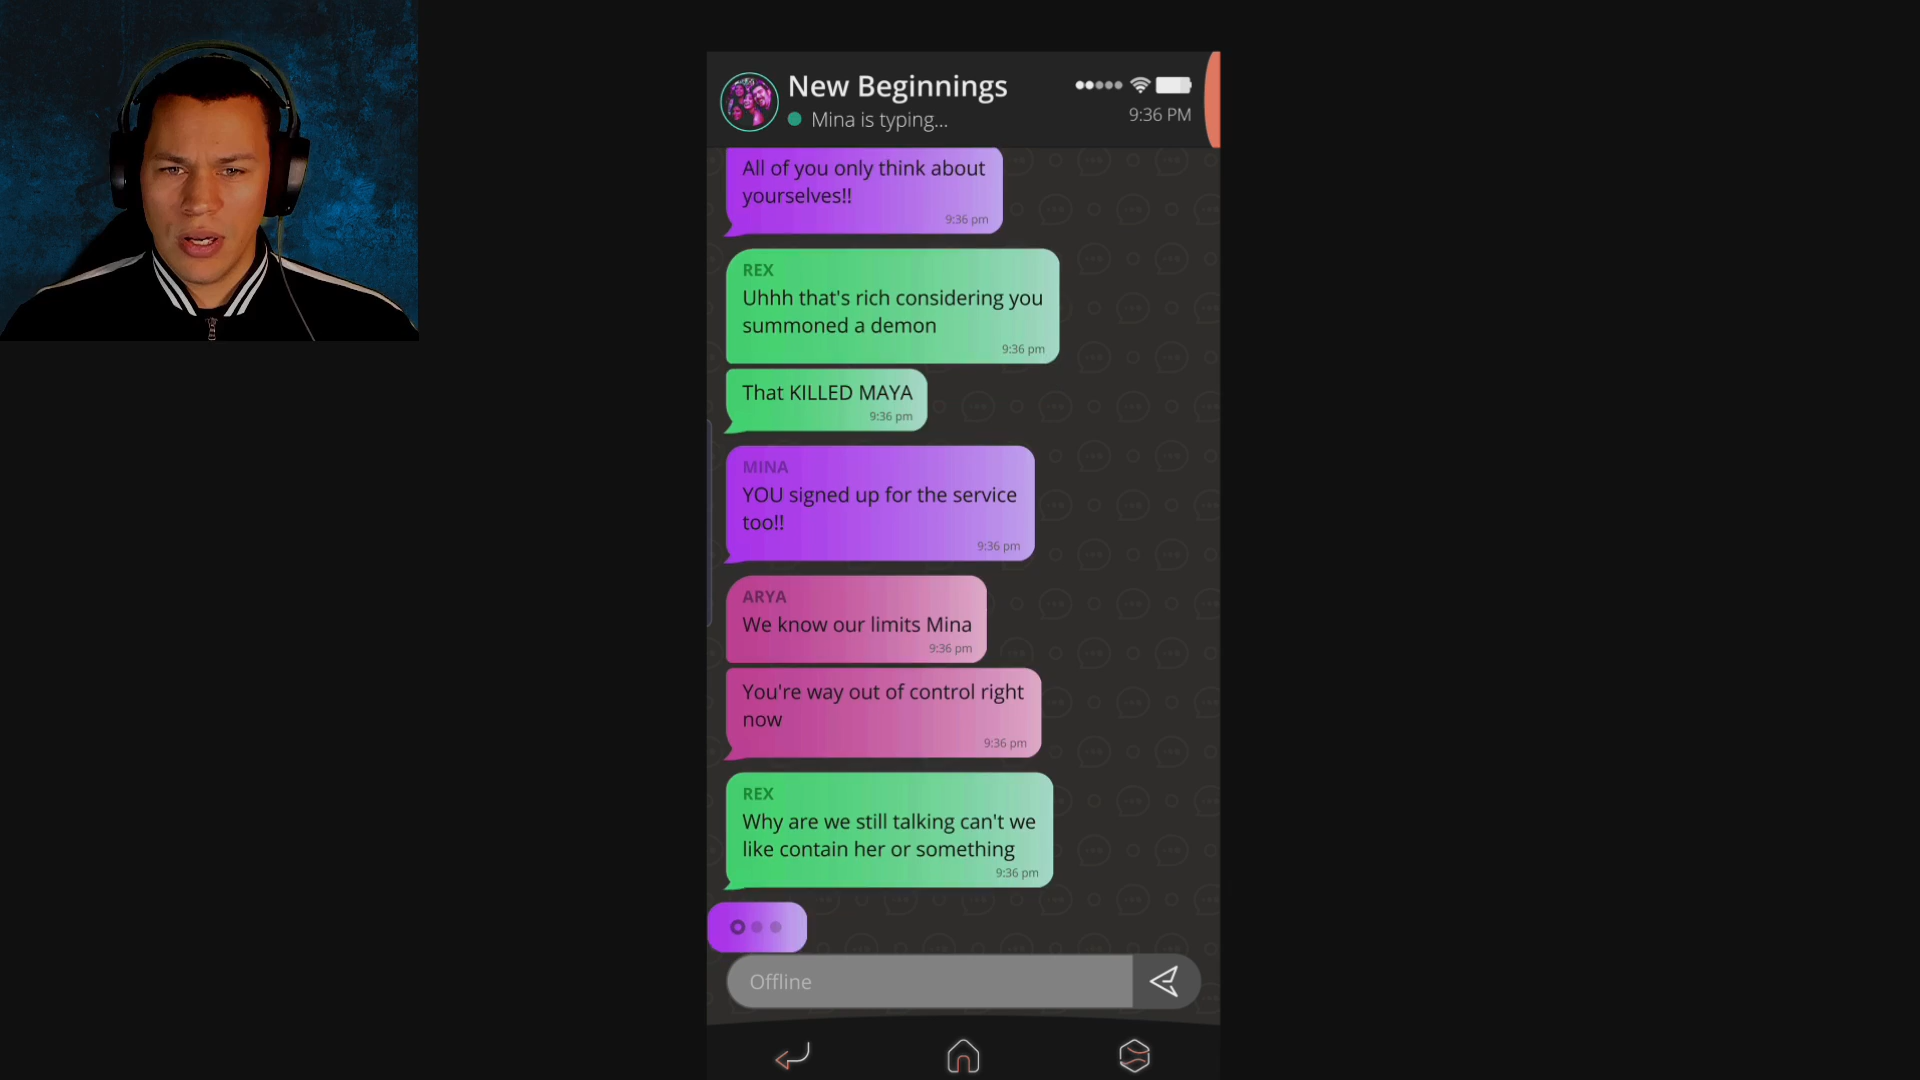 New Beginnings
Mina is typing...
9:36 PM
All of you only think about
yourselves!!
9:36 pm
REX
Uhhh that's rich considering you
summoned a demon
9:36 pm
That KILLED MAYA
9:36 pm
MINA
YOU signed up for the service
too!!
9:36 pm
ARYA
We know our limits Mina
9:36 pm
You're way out of control right
now
9:36 pm
REX
Why are we still talking can't we
like contain her or something
9:36 pm
Offline